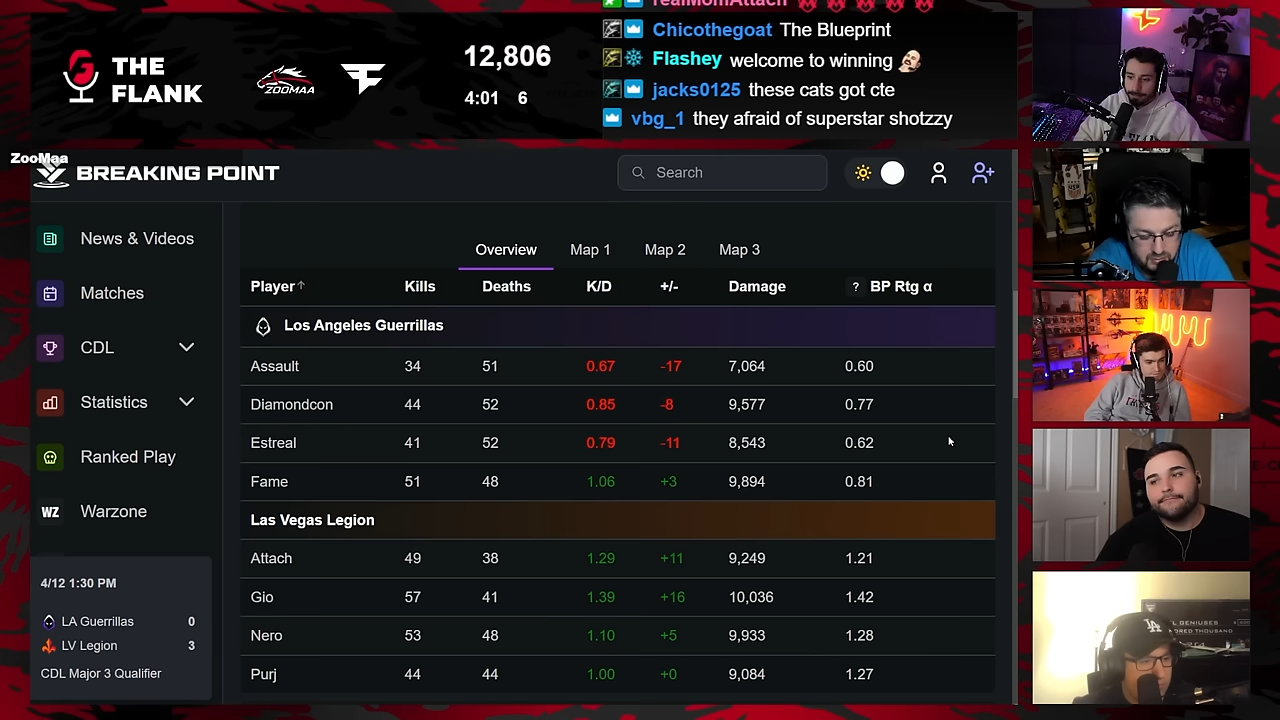 realMomAttach
Chicothegoat The Blueprint
Flashey welcome to winning
jacks0125 these cats got cte
vbg_1 they afraid of superstar shotzzy
THE
FLANK
ZOOMAA
12,806
4:01 6
ZooMaa
BREAKING POINT
Search
News & Videos
Matches
CDL
Statistics
Ranked Play
WZ Warzone
4/12 1:30 PM
LA Guerrillas 0
LV Legion 3
CDL Major 3 Qualifier
Overview Map 1 Map 2 Map 3
Player↑ Kills Deaths K/D +/- Damage ? BP Rtg α
Los Angeles Guerrillas
Assault 34 51 0.67 -17 7,064 0.60
Diamondcon 44 52 0.85 -8 9,577 0.77
Estreal 41 52 0.79 -11 8,543 0.62
Fame 51 48 1.06 +3 9,894 0.81
Las Vegas Legion
Attach 49 38 1.29 +11 9,249 1.21
Gio 57 41 1.39 +16 10,036 1.42
Nero 53 48 1.10 +5 9,933 1.28
Purj 44 44 1.00 +0 9,084 1.27
LA